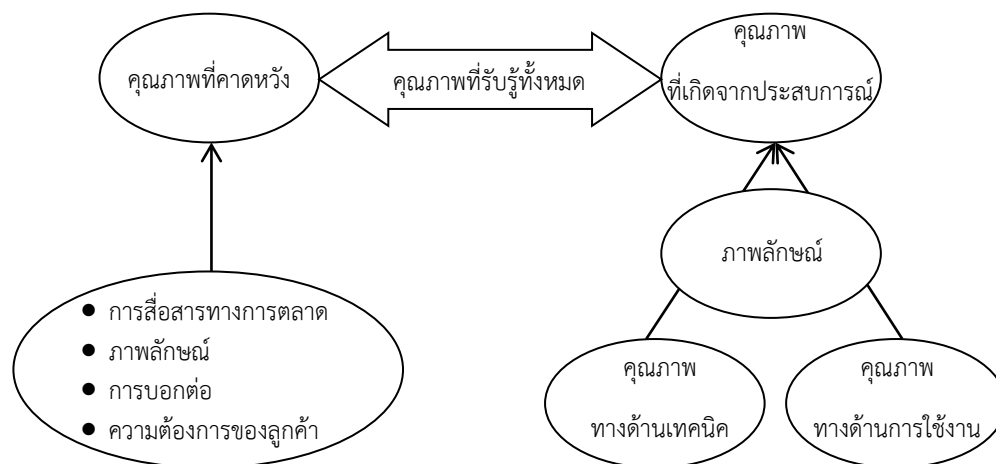 คุณภาพที่คาดหวัง
คุณภาพที่รับรู้ทั้งหมด
คุณภาพ
ที่เกิดจากประสบการณ์
ภาพลักษณ์
● การสื่อสารทางการตลาด
● ภาพลักษณ์
● การบอกต่อ
● ความต้องการของลูกค้า
คุณภาพ
ทางด้านเทคนิค
คุณภาพ
ทางด้านการใช้งาน